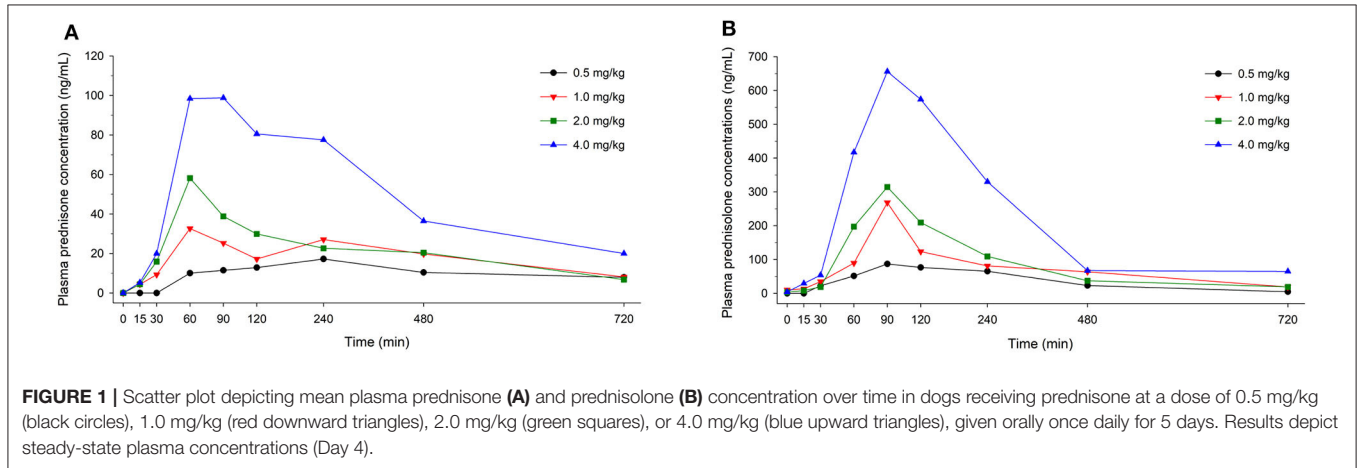 A
Plasma prednisone concentration (ng/mL)
120
100
80
60
40
20
0
0 15 30 60 90 120 240 480 720
Time (min)
0.5 mg/kg
1.0 mg/kg
2.0 mg/kg
4.0 mg/kg
B
Plasma prednisolone concentrations (ng/mL)
700
600
500
400
300
200
100
0
0 15 30 60 90 120 240 480 720
Time (min)
0.5 mg/kg
1.0 mg/kg
2.0 mg/kg
4.0 mg/kg
FIGURE 1 | Scatter plot depicting mean plasma prednisone (A) and prednisolone (B) concentration over time in dogs receiving prednisone at a dose of 0.5 mg/kg
(black circles), 1.0 mg/kg (red downward triangles), 2.0 mg/kg (green squares), or 4.0 mg/kg (blue upward triangles), given orally once daily for 5 days. Results depict
steady-state plasma concentrations (Day 4).